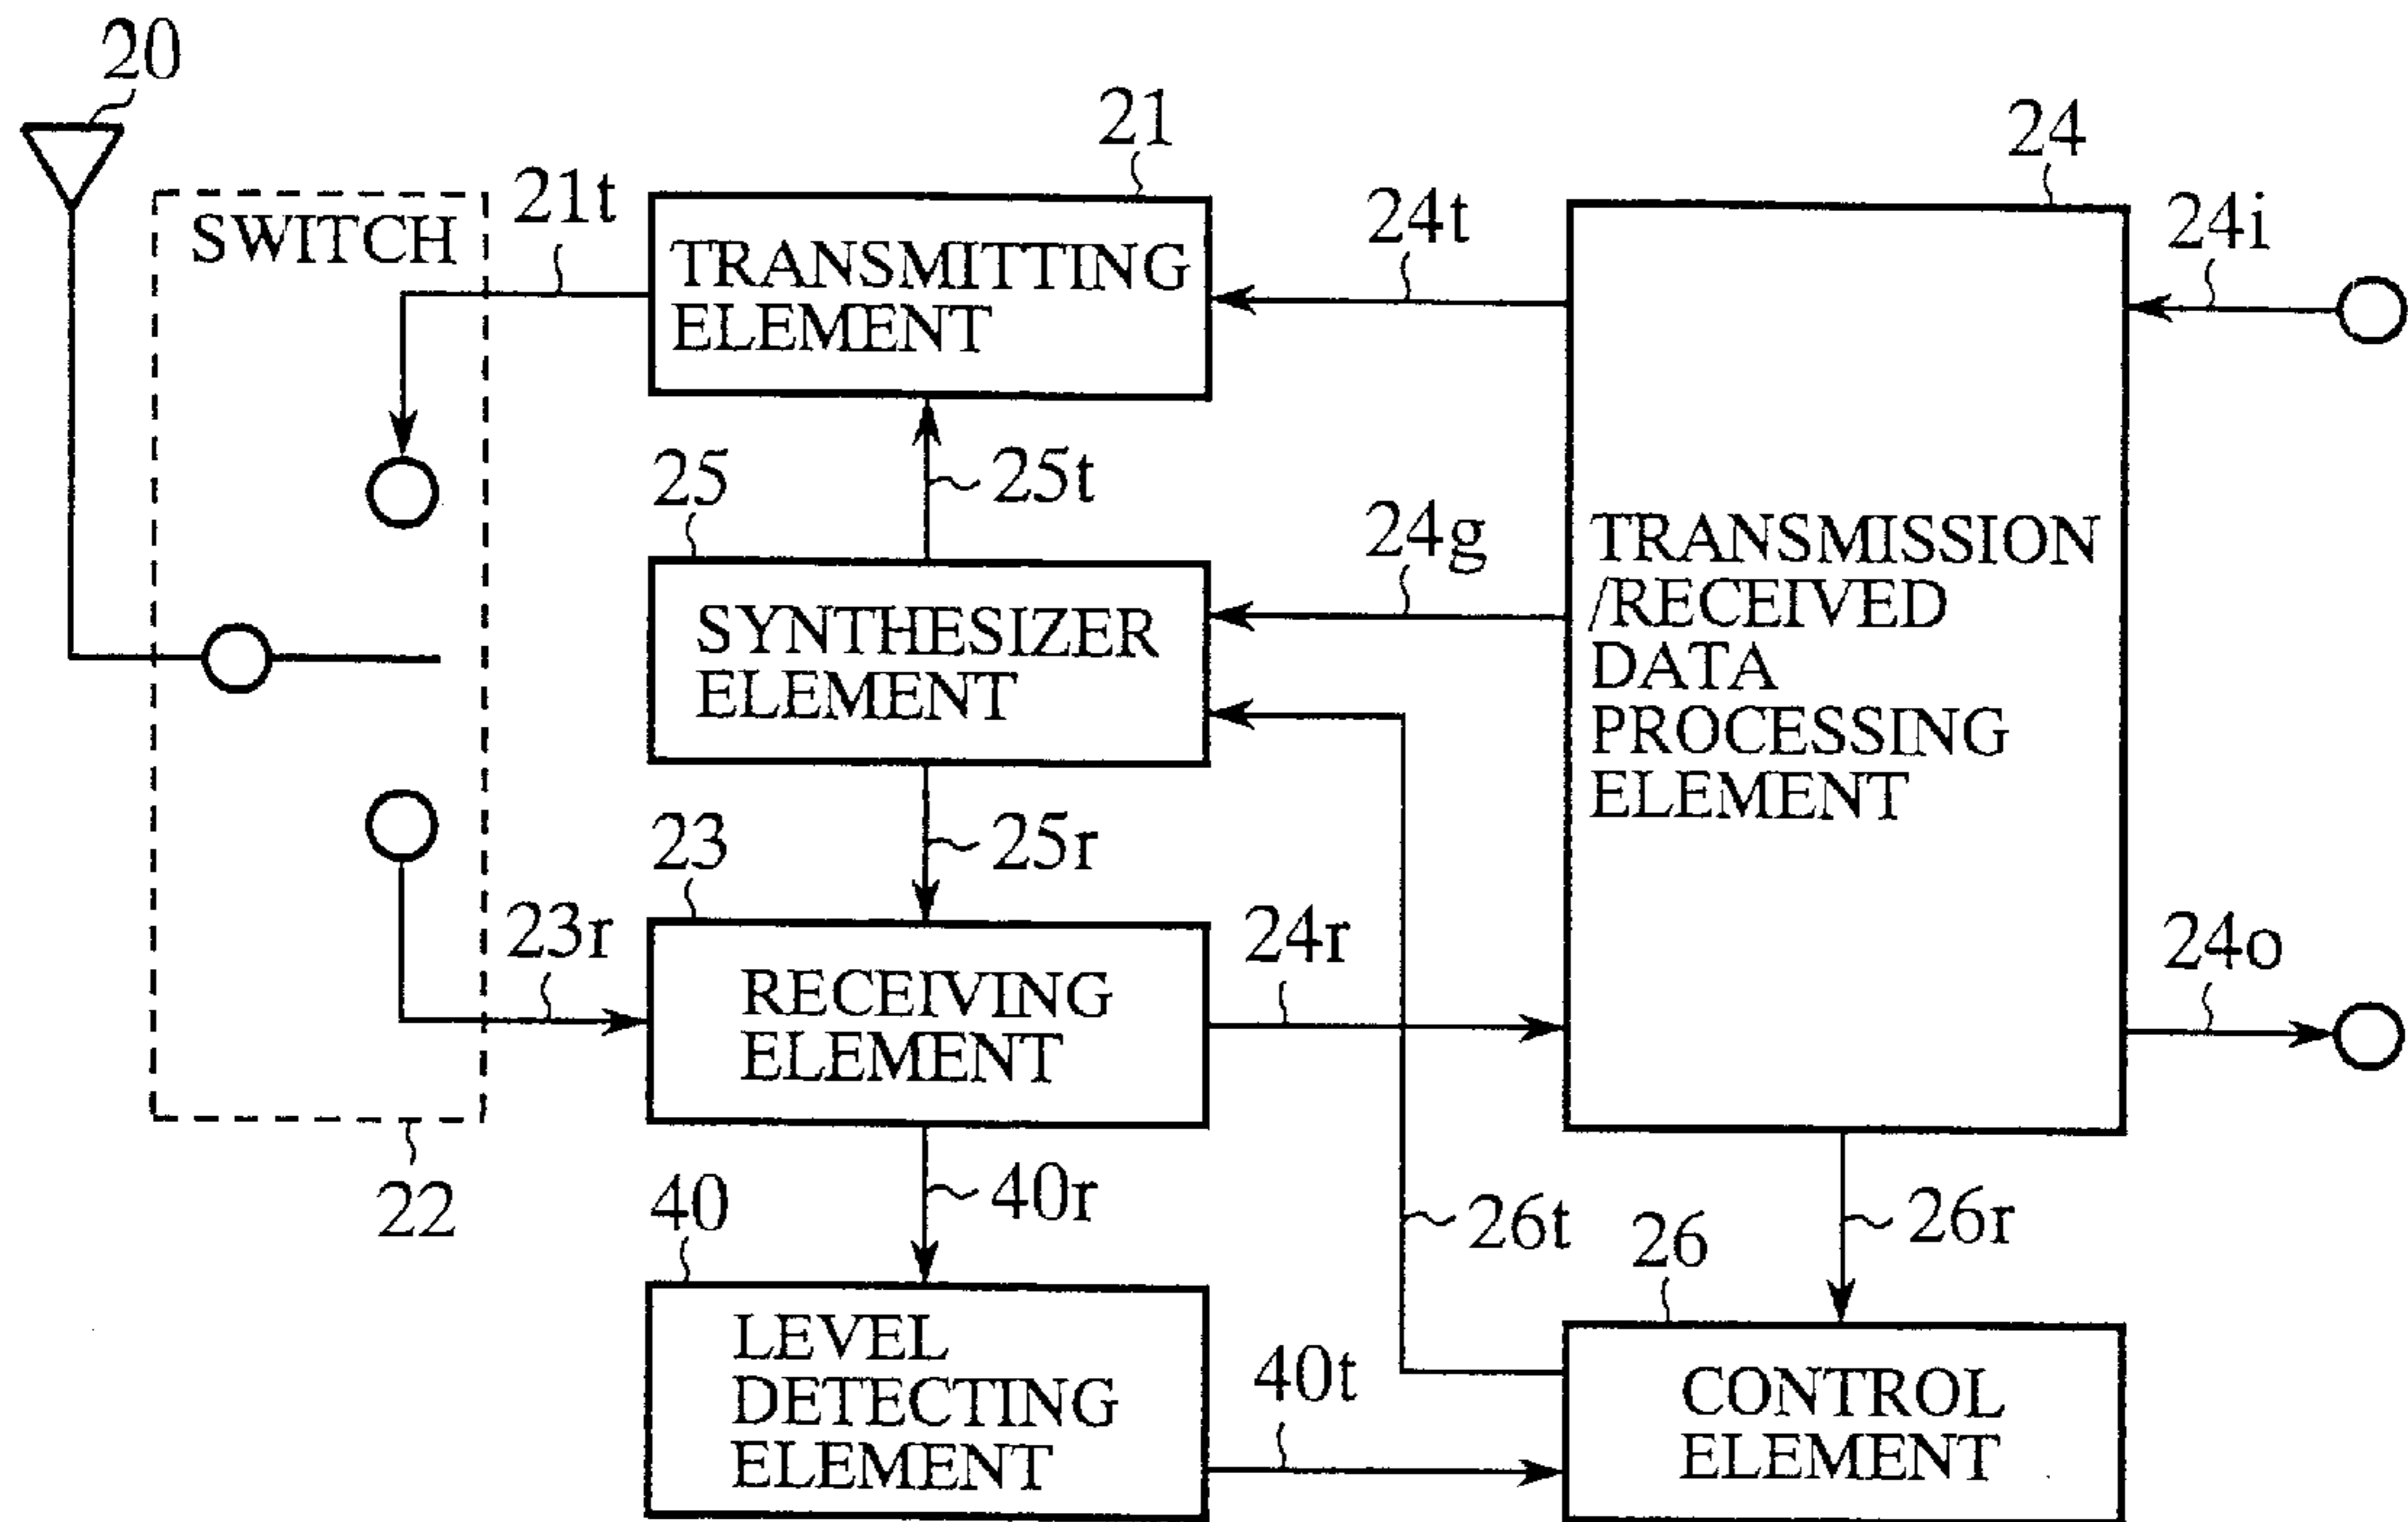 20
21
24
SWITCH
21t
24t
24i
TRANSMITTING
ELEMENT
25
25t
24g
SYNTHESIZER
ELEMENT
TRANSMISSION
/RECEIVED
DATA
PROCESSING
ELEMENT
23
25r
23r
24r
24o
RECEIVING
ELEMENT
22
40
40r
26t
26
26r
LEVEL
DETECTING
ELEMENT
40t
CONTROL
ELEMENT